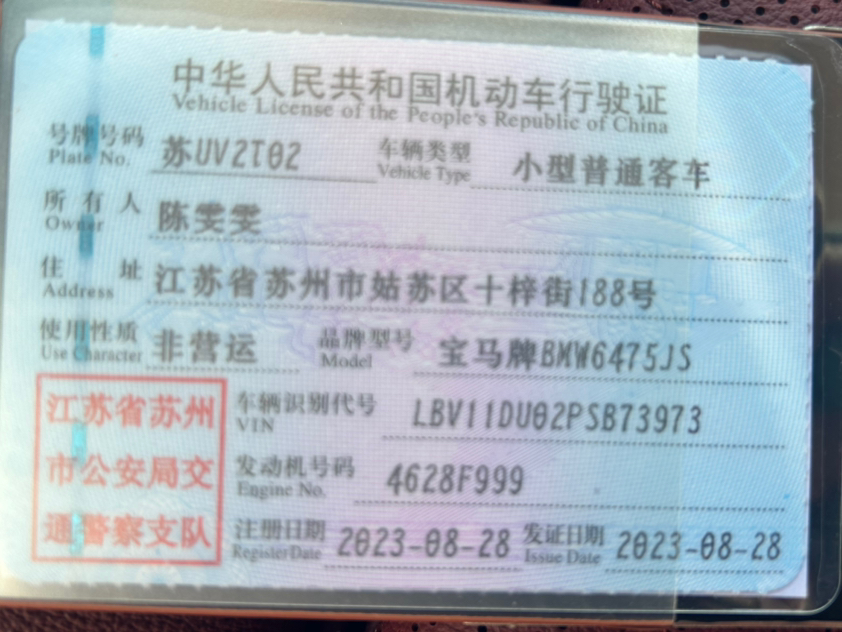 中华人民共和国机动车行驶证
Vehicle License of the People's Republic of China
号牌号码 苏UV2T02 车辆类型 小型普通客车
Plate No. Vehicle Type
所有人 陈雯雯
Owner
住址 江苏省苏州市姑苏区十梓街188号
Address
使用性质 非营运 品牌型号 宝马牌BMW6475JS
Use Character Model
江苏省苏州 车辆识别代号 LBV11DU02PSB73973
VIN
市公安局交 发动机号码 4628F999
Engine No.
通警察支队 注册日期 2023-08-28 发证日期 2023-08-28
Register Date Issue Date